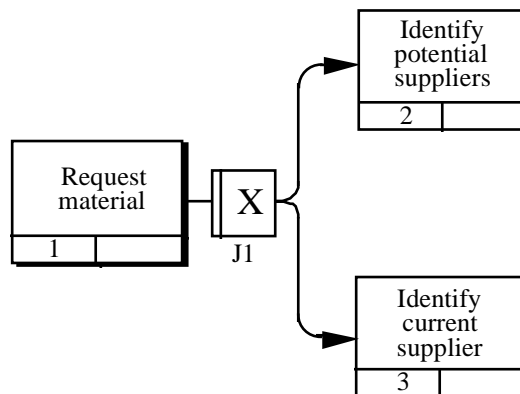 Identify
potential
suppliers
2
Request
material
1
X
J1
Identify
current
supplier
3